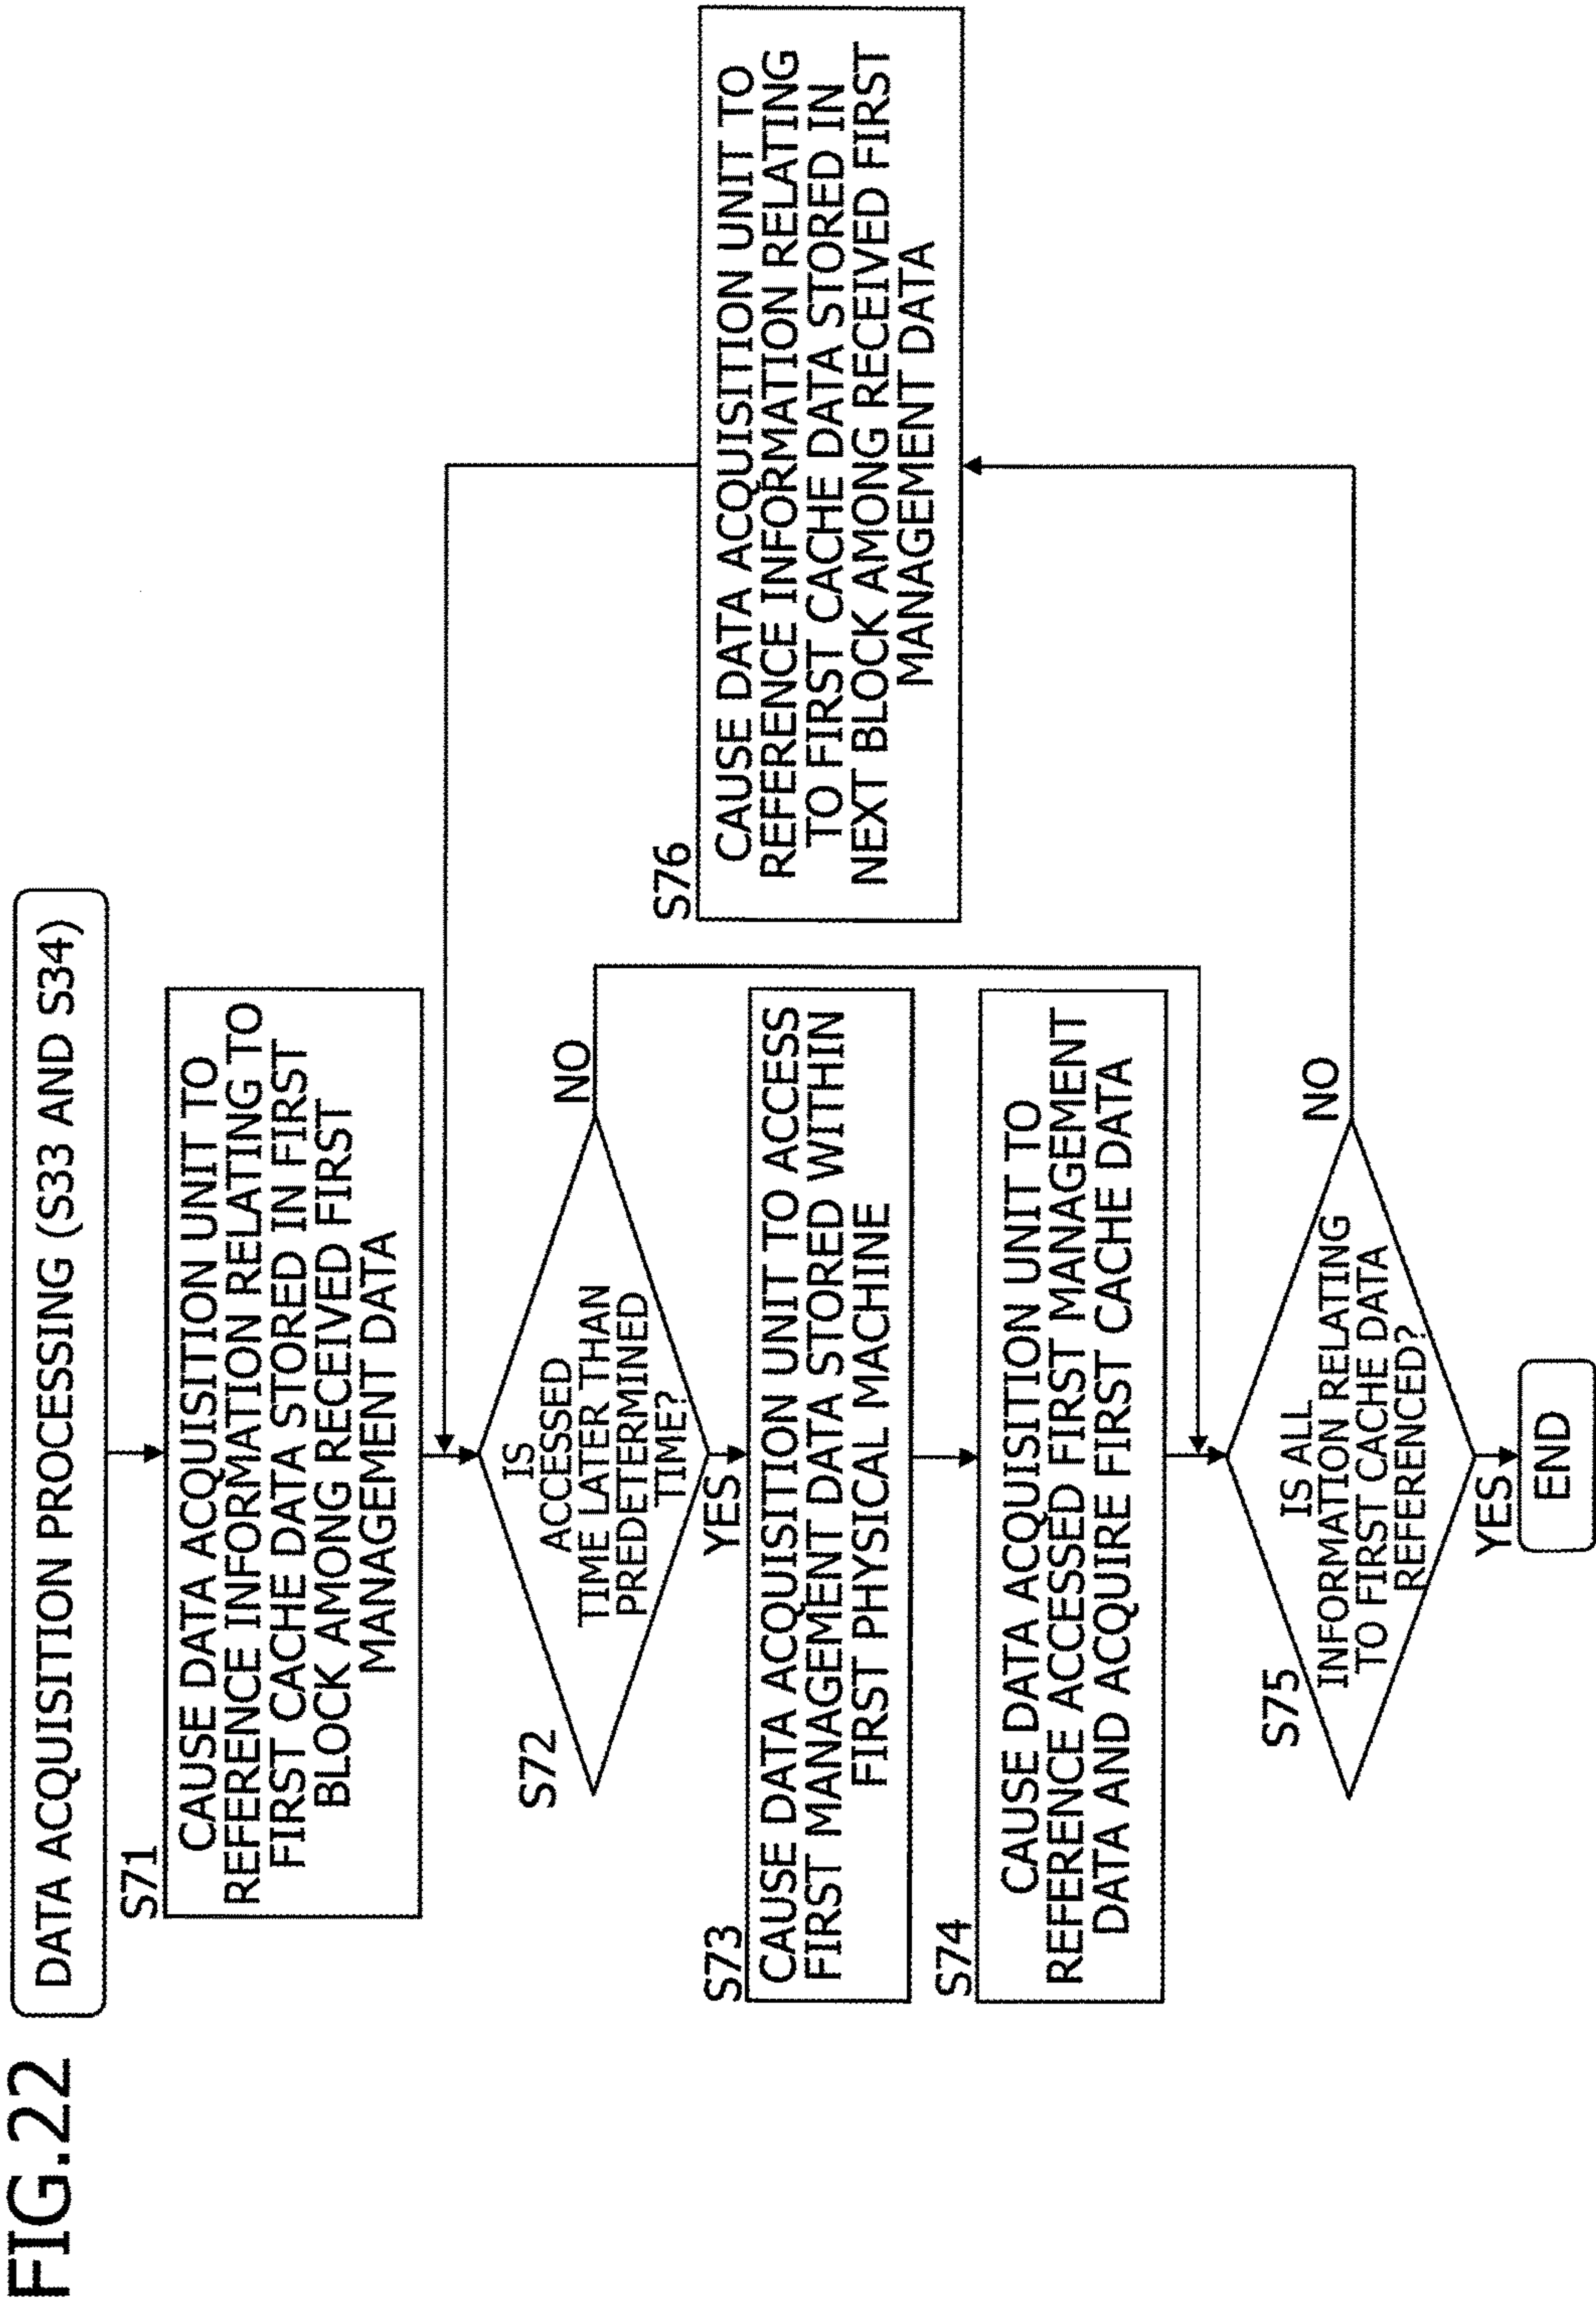 FIG.22
DATA ACQUISITION PROCESSING (S33 AND S34)
S71
CAUSE DATA ACQUISITION UNIT TO
REFERENCE INFORMATION RELATING TO
FIRST CACHE DATA STORED IN FIRST
BLOCK AMONG RECEIVED FIRST
MANAGEMENT DATA
S72
IS
ACCESSED
TIME LATER THAN
PREDETERMINED
TIME?
NO
YES
S73
CAUSE DATA ACQUISITION UNIT TO ACCESS
FIRST MANAGEMENT DATA STORED WITHIN
FIRST PHYSICAL MACHINE
S74
CAUSE DATA ACQUISITION UNIT TO
REFERENCE ACCESSED FIRST MANAGEMENT
DATA AND ACQUIRE FIRST CACHE DATA
S75
IS ALL
INFORMATION RELATING
TO FIRST CACHE DATA
REFERENCED?
NO
YES
END
S76
CAUSE DATA ACQUISITION UNIT TO
REFERENCE INFORMATION RELATING
TO FIRST CACHE DATA STORED IN
NEXT BLOCK AMONG RECEIVED FIRST
MANAGEMENT DATA